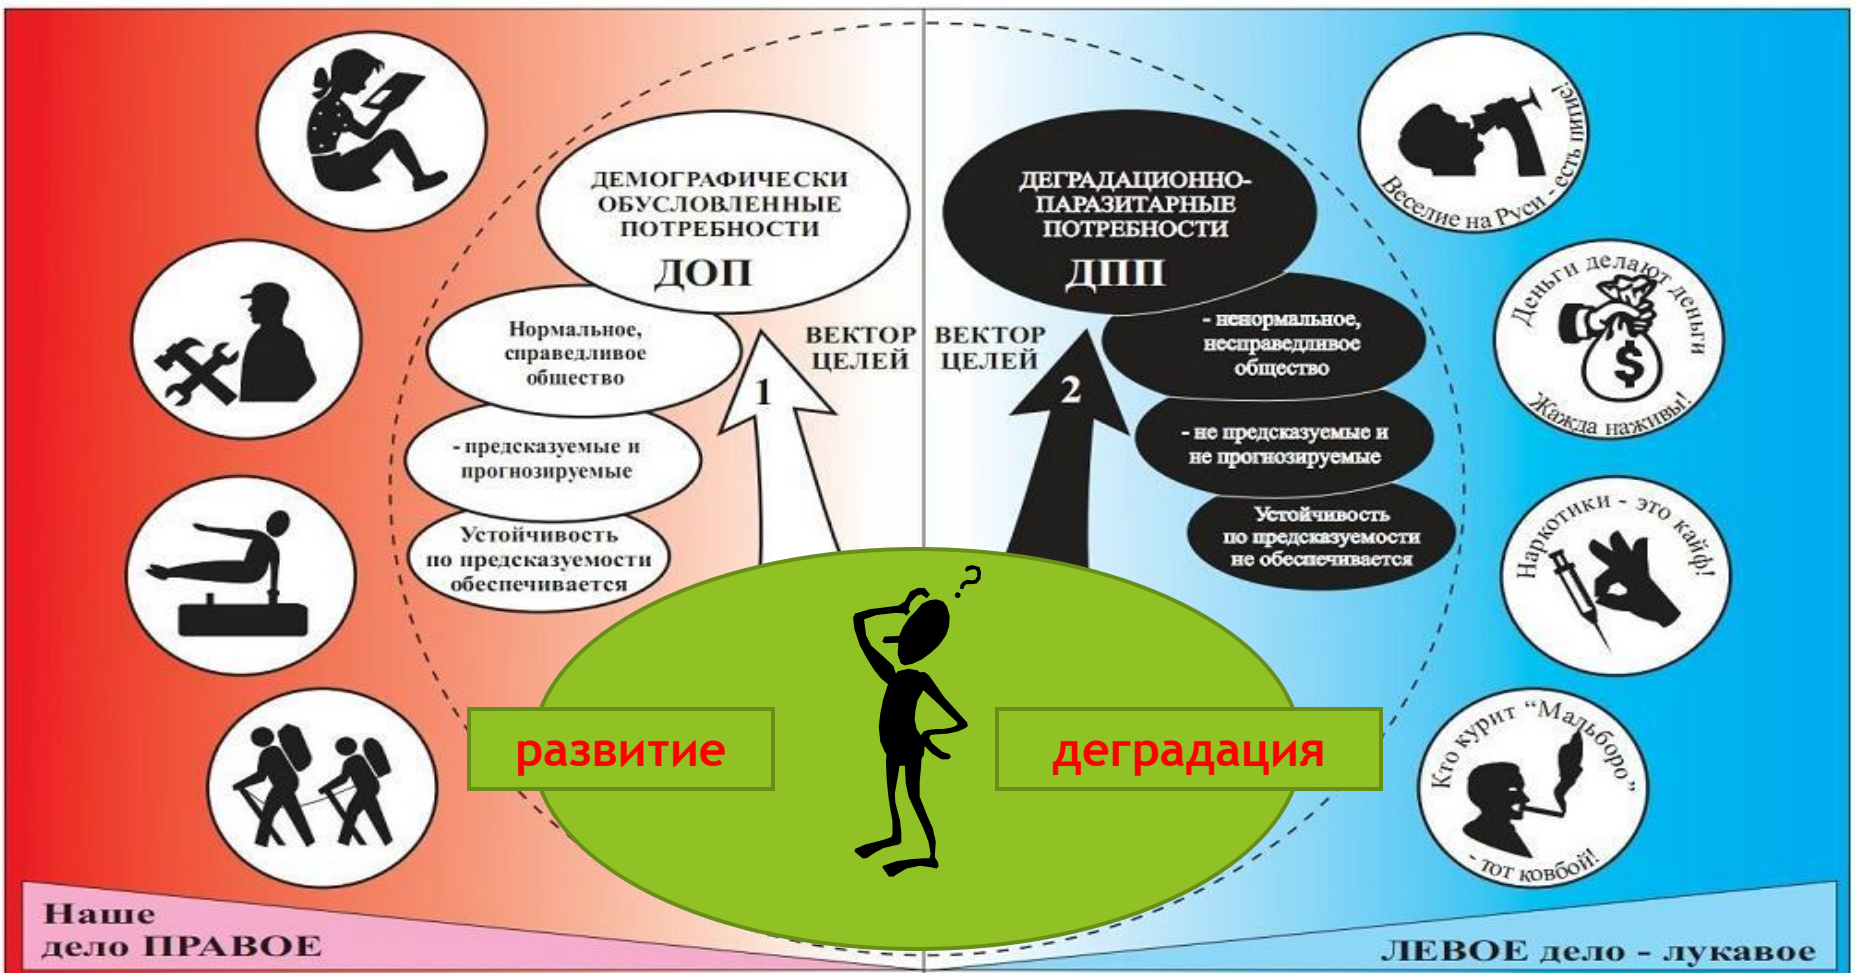 ДЕМОГРАФИЧЕСКИ
ОБУСЛОВЛЕННЫЕ
ПОТРЕБНОСТИ
ДОП
Нормальное,
справедливое
общество
- предсказуемые и
прогнозируемые
Устойчивость
по предсказуемости
обеспечивается
ВЕКТОР
ЦЕЛЕЙ
1
ВЕКТОР
ЦЕЛЕЙ
2
ДЕГРАДАЦИОННО-
ПАРАЗИТАРНЫЕ
ПОТРЕБНОСТИ
ДПП
- ненормальное,
несправедливое
общество
- не предсказуемые и
не прогнозируемые
Устойчивость
по предсказуемости
не обеспечивается
Веселие на Руси - есть питие!
Деньги делают деньги
Жажда наживы!
Наркотики - это кайф!
Кто курит “Мальборо”
- тот ковбой!
?
развитие
деградация
Наше
дело ПРАВОЕ
ЛЕВОЕ дело - лукавое